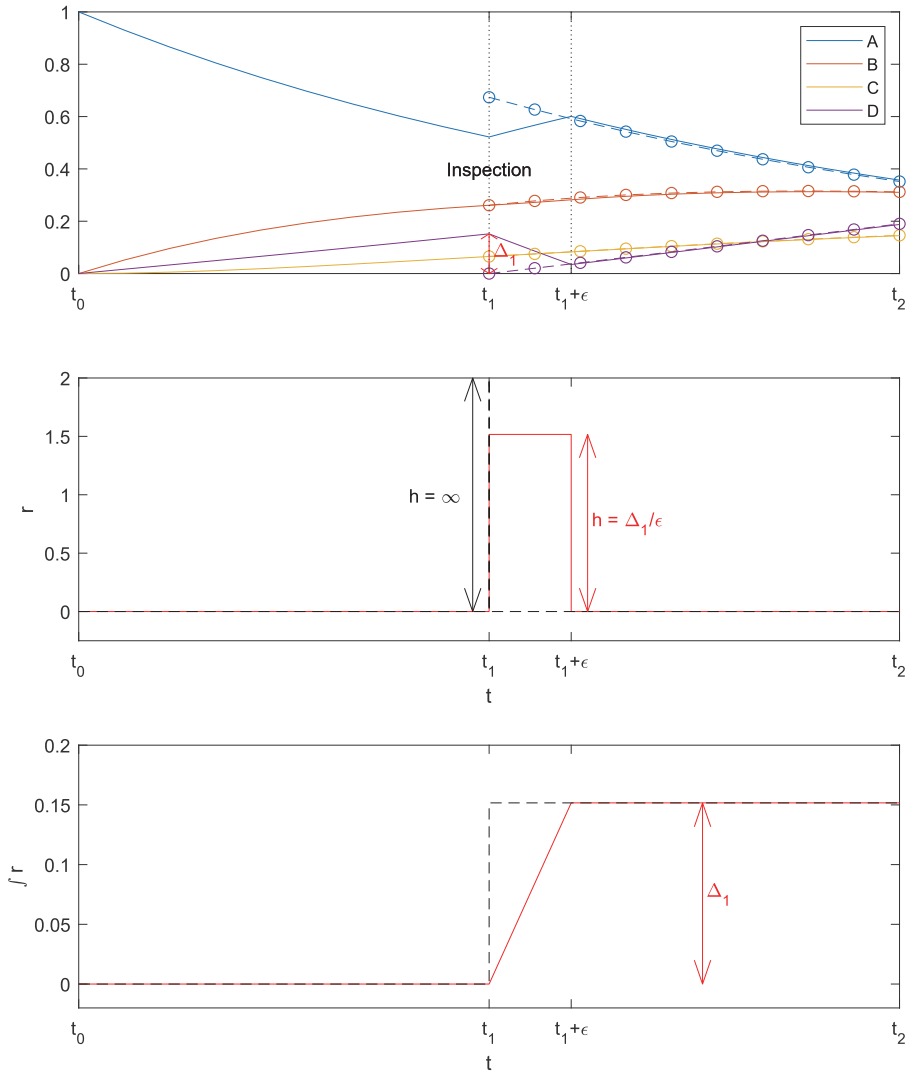 1
0.8
0.6
0.4
0.2
0
A
B
C
D
Inspection
Δ₁
t₀
t₁
t₁+ϵ
t₂
2
1.5
1
0.5
0
r
h = ∞
h = Δ₁/ϵ
t₀
t₁
t₁+ϵ
t₂
t
0.2
0.15
0.1
0.05
0
∫ r
Δ₁
t₀
t₁
t₁+ϵ
t₂
t